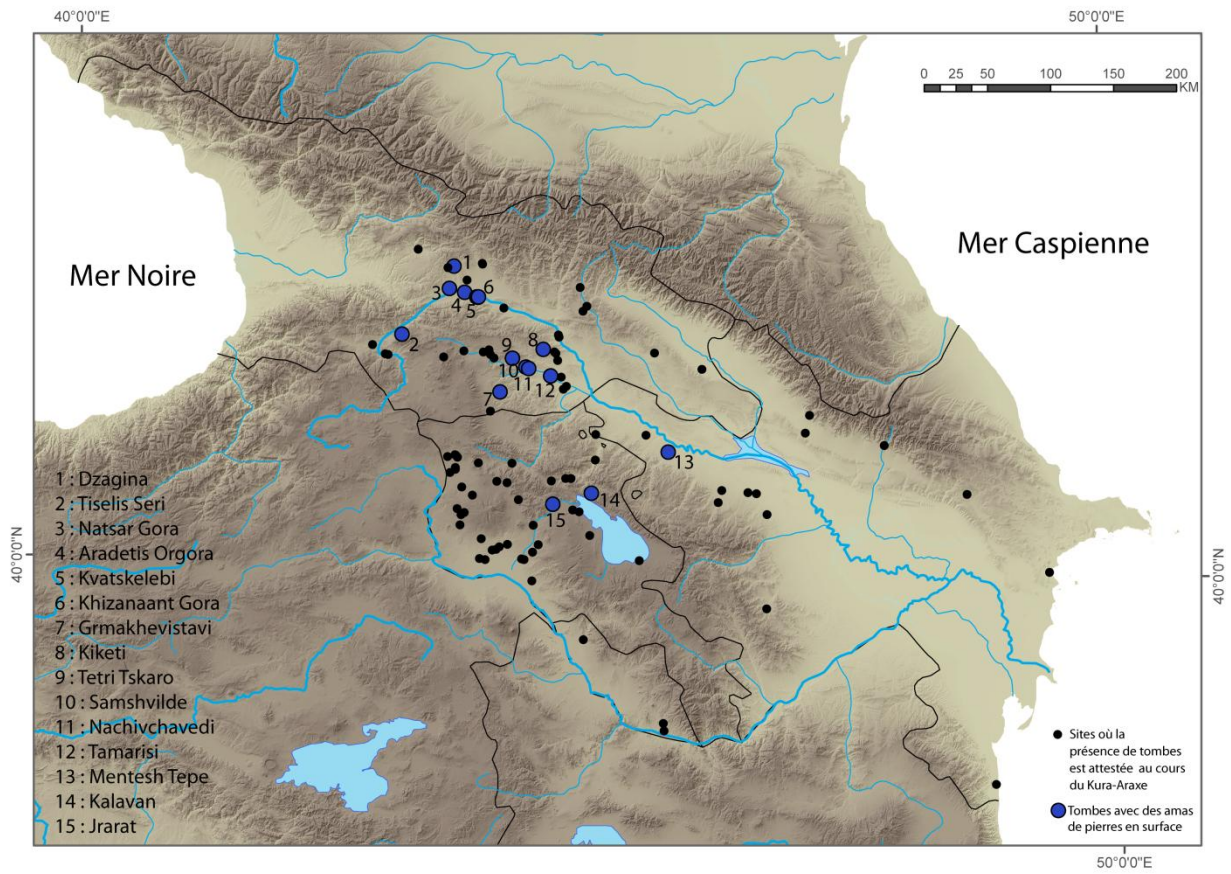 40°0'0"E
50°0'0"E
0 25 50 100 150 200
KM
Mer Noire
Mer Caspienne
1
2
3
4
5
6
7
8
9
10
11
12
13
14
15
40°0'0"N
40°0'0"N
1 : Dzagina
2 : Tiselis Seri
3 : Natsar Gora
4 : Aradetis Orgora
5 : Kvatskelebi
6 : Khizanaant Gora
7 : Grmakhevistavi
8 : Kiketi
9 : Tetri Tskaro
10 : Samshvilde
11 : Nachivchavedi
12 : Tamarisi
13 : Mentesh Tepe
14 : Kalavan
15 : Jrarat
Sites où la
présence de tombes
est attestée au cours
du Kura-Araxe
Tombes avec des amas
de pierres en surface
50°0'0"E